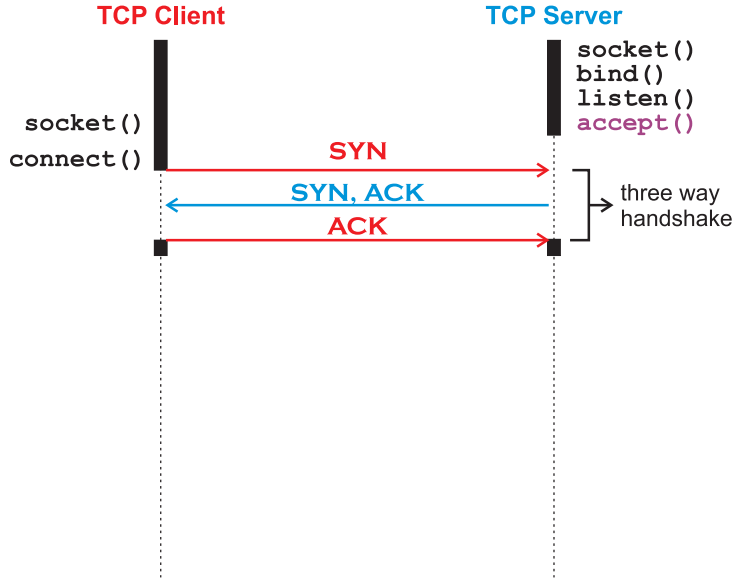 TCP Client
TCP Server
socket()
bind()
listen()
accept()
socket()
connect()
SYN
SYN, ACK
ACK
three way
handshake